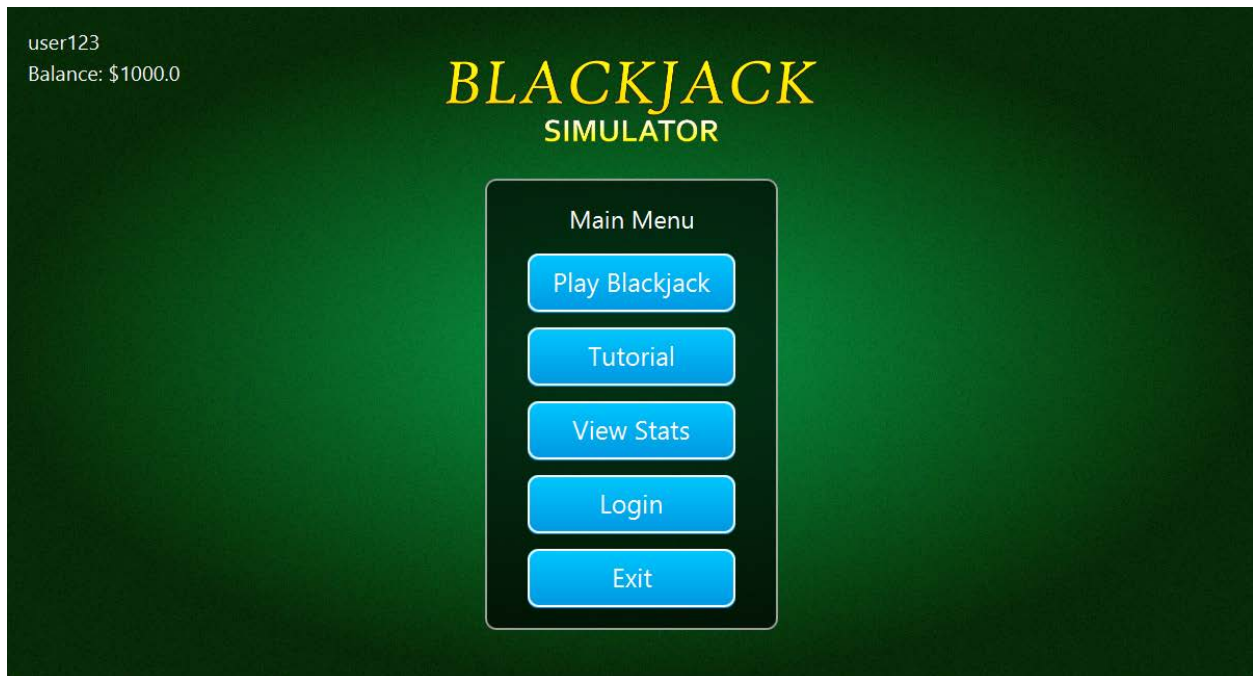 user123
Balance: $1000.0
BLACKJACK
SIMULATOR
Main Menu
Play Blackjack
Tutorial
View Stats
Login
Exit